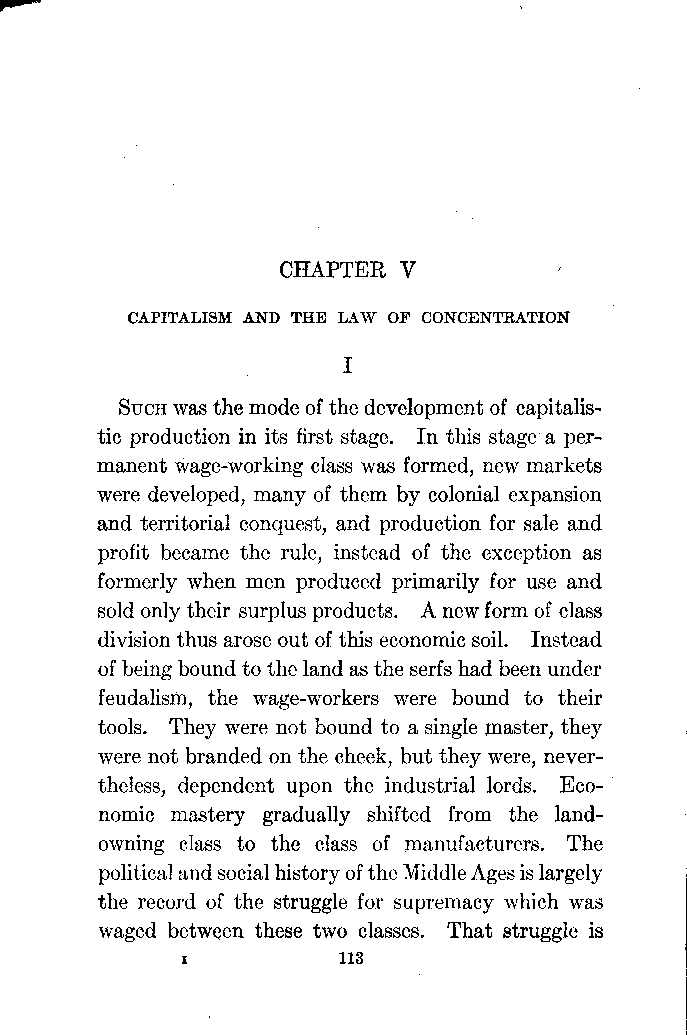 CHAPTER V
CAPITALISM AND THE LAW OF CONCENTRATION
I
Such was the mode of the development of capitalis-
tic production in its first stage. In this stage a per-
manent wage-working class was formed, new markets
were developed, many of them by colonial expansion
and territorial conquest, and production for sale and
profit became the rule, instead of the exception as
formerly when men produced primarily for use and
sold only their surplus products. A new form of class
division thus arose out of this economic soil. Instead
of being bound to the land as the serfs had been under
feudalism, the wage-workers were bound to their
tools. They were not bound to a single master, they
were not branded on the cheek, but they were, never-
theless, dependent upon the industrial lords. Eco-
nomic mastery gradually shifted from the land-
owning class to the class of manufacturers. The
political and social history of the Middle Ages is largely
the record of the struggle for supremacy which was
waged between these two classes. That struggle is
I 113